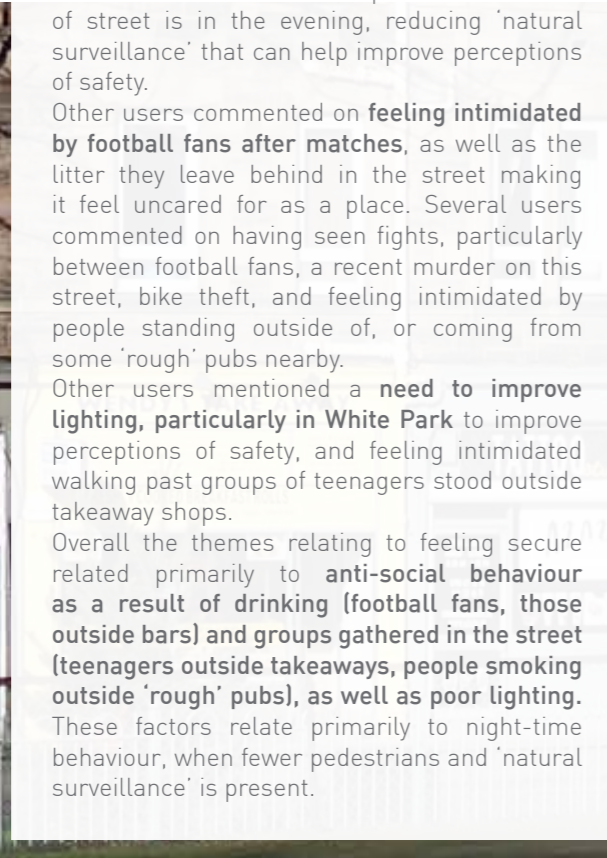 of street is in the evening, reducing ‘natural
surveillance’ that can help improve perceptions
of safety.
Other users commented on feeling intimidated
by football fans after matches, as well as the
litter they leave behind in the street making
it feel uncared for as a place. Several users
commented on having seen fights, particularly
between football fans, a recent murder on this
street, bike theft, and feeling intimidated by
people standing outside of, or coming from
some ‘rough’ pubs nearby.
Other users mentioned a need to improve
lighting, particularly in White Park to improve
perceptions of safety, and feeling intimidated
walking past groups of teenagers stood outside
takeaway shops.
Overall the themes relating to feeling secure
related primarily to anti-social behaviour
as a result of drinking (football fans, those
outside bars) and groups gathered in the street
(teenagers outside takeaways, people smoking
outside ‘rough’ pubs), as well as poor lighting.
These factors relate primarily to night-time
behaviour, when fewer pedestrians and ‘natural
surveillance’ is present.